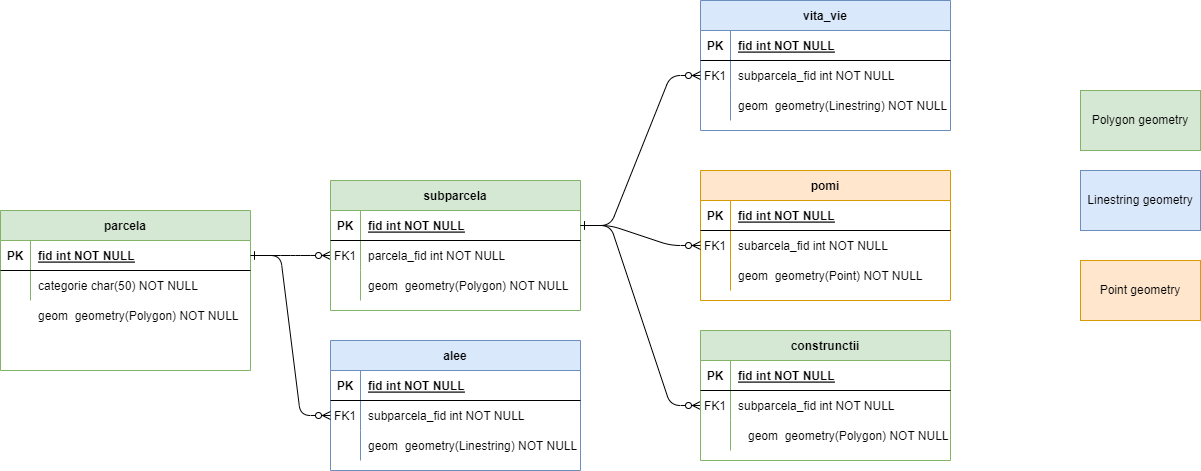 vita_vie
PK fid int NOT NULL
FK1 subparcela_fid int NOT NULL
geom geometry(Linestring) NOT NULL
pomi
PK fid int NOT NULL
FK1 subarcela_fid int NOT NULL
geom geometry(Point) NOT NULL
construnctii
PK fid int NOT NULL
FK1 subparcela_fid int NOT NULL
geom geometry(Polygon) NOT NULL
subparcela
PK fid int NOT NULL
FK1 parcela_fid int NOT NULL
geom geometry(Polygon) NOT NULL
alee
PK fid int NOT NULL
FK1 subparcela_fid int NOT NULL
geom geometry(Linestring) NOT NULL
parcela
PK fid int NOT NULL
categorie char(50) NOT NULL
geom geometry(Polygon) NOT NULL
Polygon geometry
Linestring geometry
Point geometry